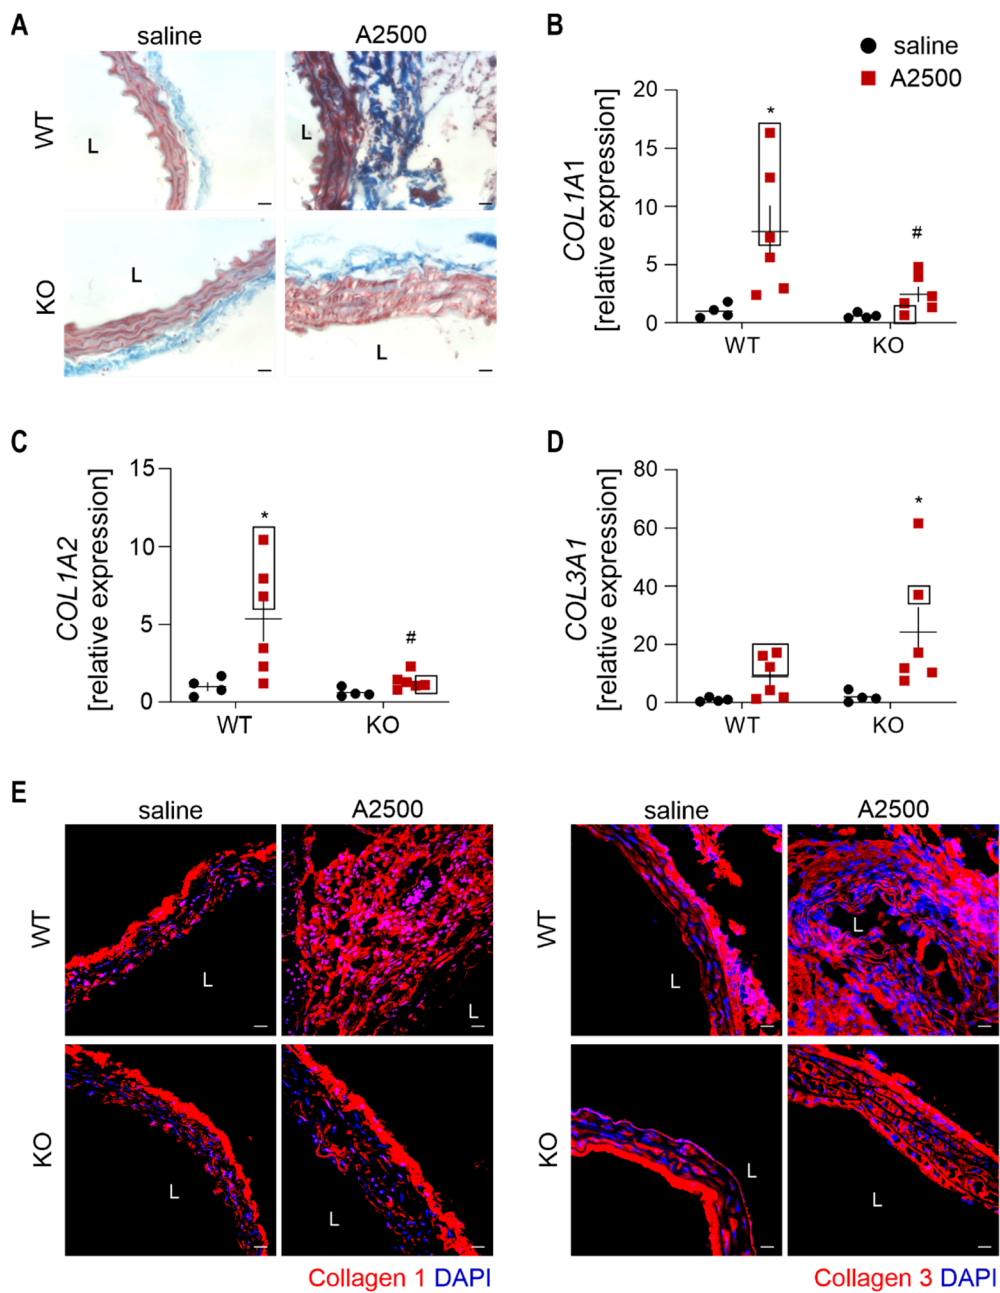 A
saline
A2500
WT
L
L
KO
L
L
B
saline
A2500
COL1A1
[relative expression]
20
15
10
5
0
*
#
WT
KO
C
COL1A2
[relative expression]
15
10
5
0
*
#
WT
KO
D
COL3A1
[relative expression]
80
60
40
20
0
*
WT
KO
E
saline
A2500
saline
A2500
WT
L
L
WT
L
L
KO
L
L
KO
L
L
Collagen 1 DAPI
Collagen 3 DAPI